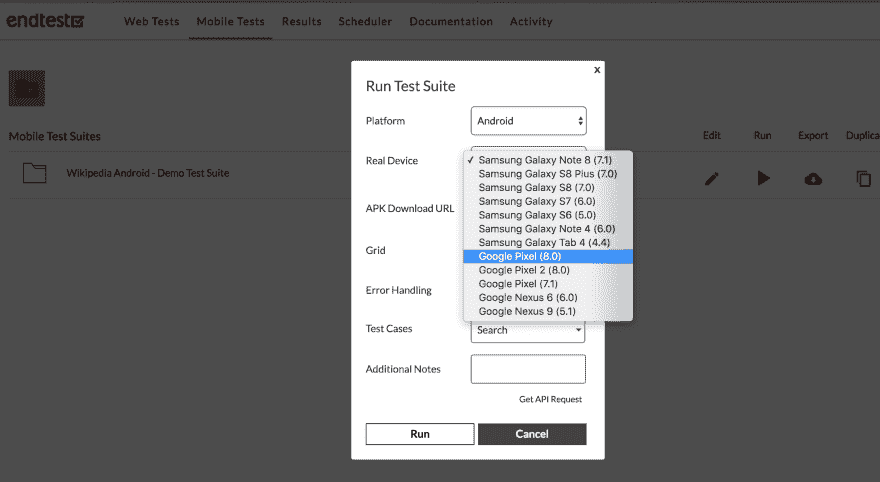 endtest
Web Tests Mobile Tests Results Scheduler Documentation Activity
x
Run Test Suite
Platform Android
Mobile Test Suites Edit Run Export Duplica
Real Device
✓ Samsung Galaxy Note 8 (7.1)
Samsung Galaxy S8 Plus (7.0)
Wikipedia Android - Demo Test Suite
Samsung Galaxy S8 (7.0)
Samsung Galaxy S7 (6.0)
APK Download URL
Samsung Galaxy S6 (5.0)
Samsung Galaxy Note 4 (6.0)
Samsung Galaxy Tab 4 (4.4)
Grid
Google Pixel (8.0)
Google Pixel 2 (8.0)
Google Pixel (7.1)
Error Handling
Google Nexus 6 (6.0)
Google Nexus 9 (5.1)
Test Cases Search
Additional Notes
Get API Request
Run Cancel